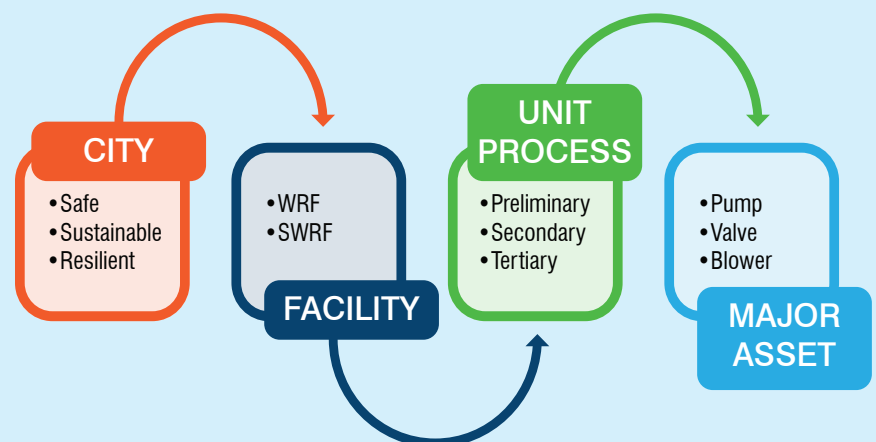 CITY
•Safe
•Sustainable
•Resilient
•WRF
•SWRF
FACILITY
UNIT
PROCESS
•Preliminary
•Secondary
•Tertiary
•Pump
•Valve
•Blower
MAJOR
ASSET